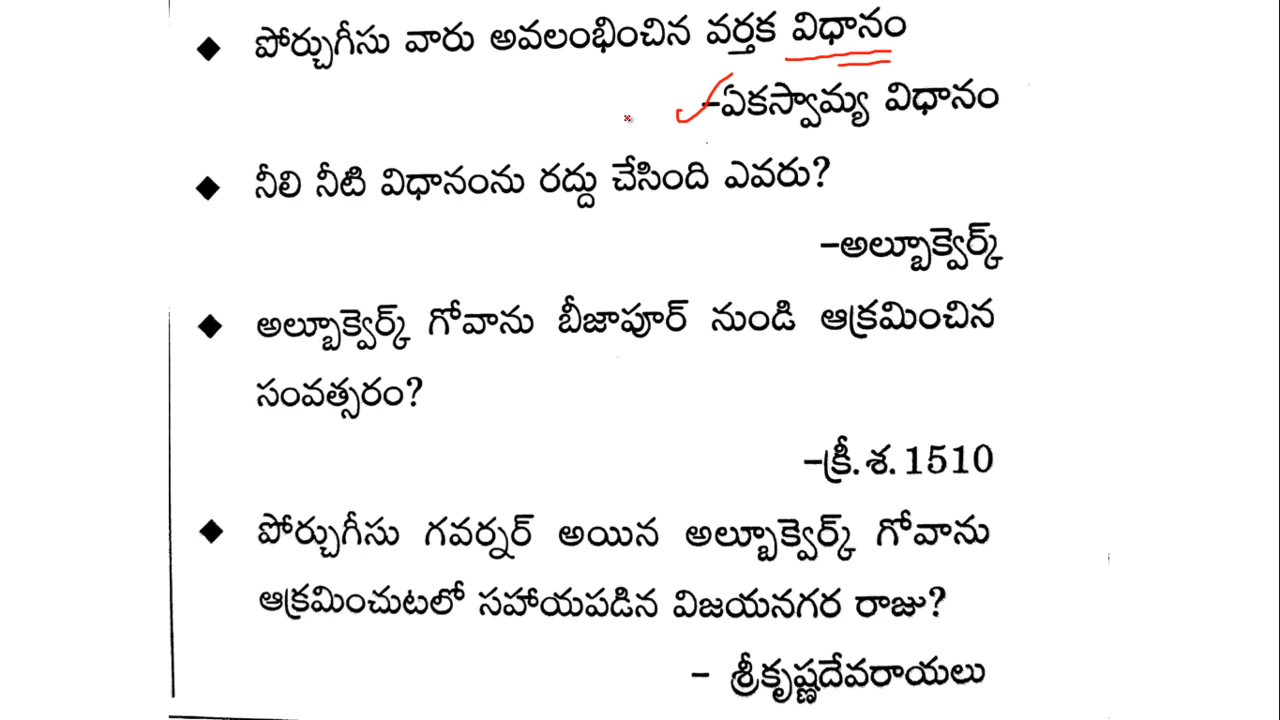 ◆ పోర్చుగీసు వారు అవలంభించిన వర్తక విధానం
-ఏకస్వామ్య విధానం
◆ నీలి నీటి విధానంను రద్దు చేసింది ఎవరు?
-అల్బూక్వెర్క్
◆ అల్బూక్వెర్క్ గోవాను బీజాపూర్ నుండి ఆక్రమించిన
సంవత్సరం?
-క్రీ.శ.1510
◆ పోర్చుగీసు గవర్నర్ అయిన అల్బూక్వెర్క్ గోవాను
ఆక్రమించుటలో సహాయపడిన విజయనగర రాజు?
- శ్రీకృష్ణదేవరాయలు